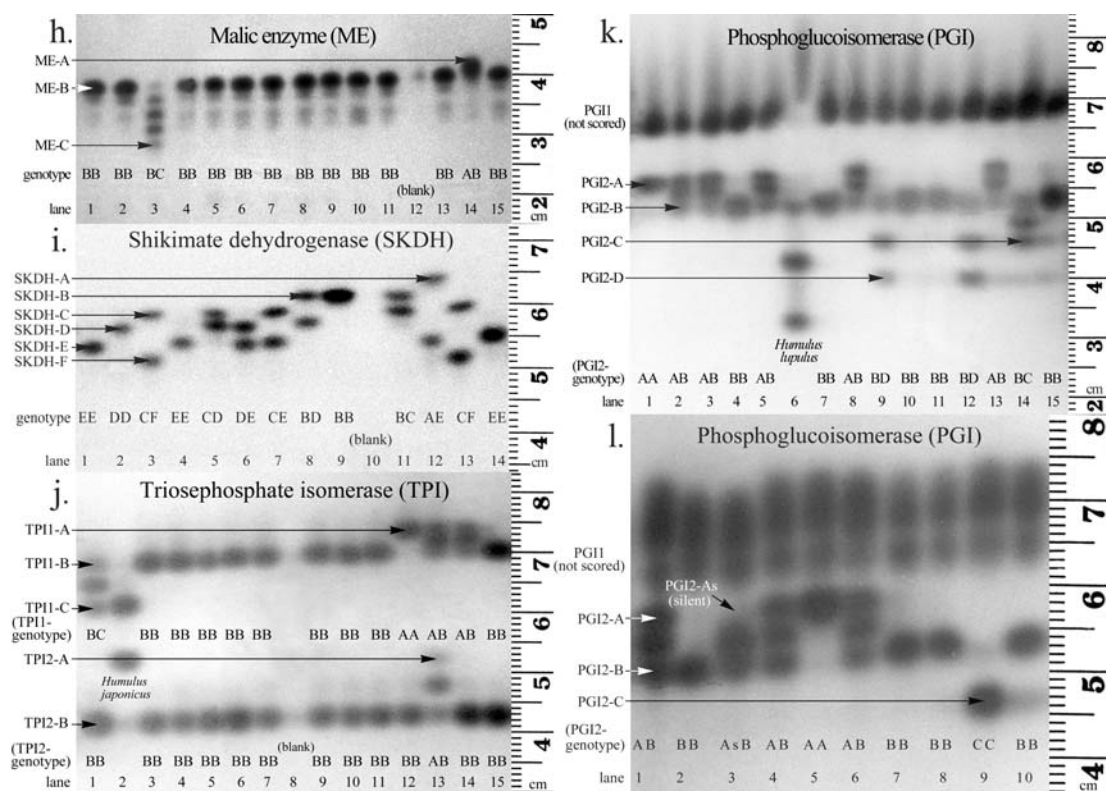 h.
Malic enzyme (ME)
ME-A
ME-B
ME-C
genotype BB BB BC BB BB BB BB BB BB BB BB (blank) BB AB BB
lane 1 2 3 4 5 6 7 8 9 10 11 12 13 14 15
5
4
3
2
cm
i.
Shikimate dehydrogenase (SKDH)
SKDH-A
SKDH-B
SKDH-C
SKDH-D
SKDH-E
SKDH-F
genotype EE DD CF EE CD DE CE BD BB BC AE CF EE
(blank)
lane 1 2 3 4 5 6 7 8 9 10 11 12 13 14
7
6
5
4
cm
j.
Triosephosphate isomerase (TPI)
TPI1-A
TPI1-B
TPI1-C
(TPI1-
genotype) BC BB BB BB BB BB BB BB BB AA AB AB BB
TPI2-A
Humulus
japonicus
TPI2-B
(TPI2- (blank)
genotype) BB BB BB BB BB BB BB BB BB BB AB BB BB
lane 1 2 3 4 5 6 7 8 9 10 11 12 13 14 15
8
7
6
5
4
cm
k.
Phosphoglucoisomerase (PGI)
PGI1
(not scored)
PGI2-A
PGI2-B
PGI2-C
PGI2-D
Humulus
lupulus
(PGI2-
genotype) AA AB AB BB AB BB AB BD BB BB BD AB BC BB
lane 1 2 3 4 5 6 7 8 9 10 11 12 13 14 15
8
7
6
5
4
3
2
cm
l.
Phosphoglucoisomerase (PGI)
PGI1
(not scored)
PGI2-As
(silent)
PGI2-A
PGI2-B
PGI2-C
(PGI2-
genotype) AB BB AsB AB AA AB BB BB CC BB
lane 1 2 3 4 5 6 7 8 9 10
8
7
6
5
4
cm